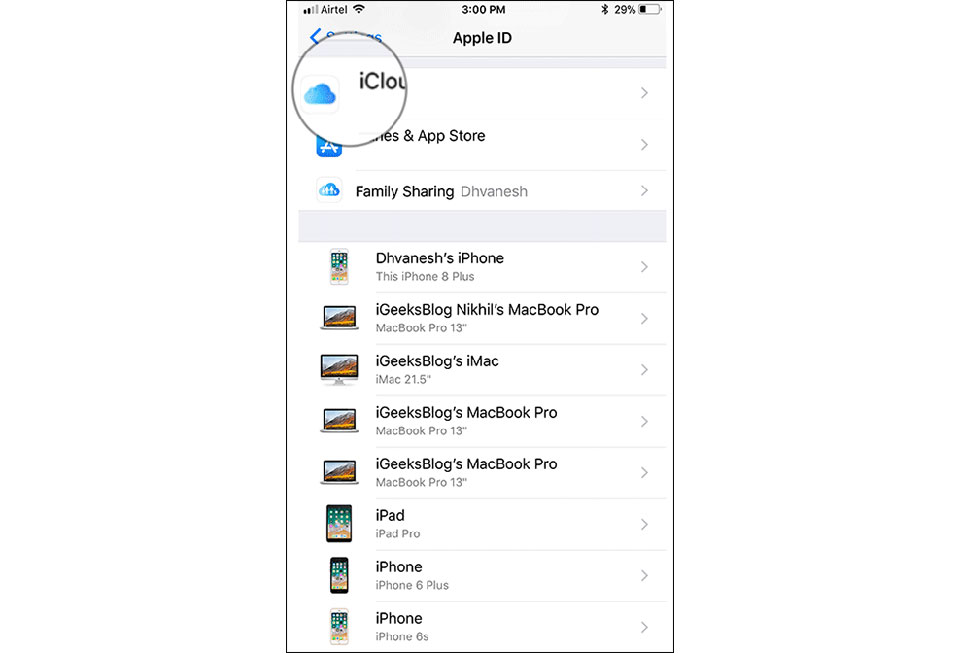 Airtel 3:00 PM 29%
Apple ID
iClou
& App Store
Family Sharing Dhvanesh
Dhvanesh's iPhone
This iPhone 8 Plus
iGeeksBlog Nikhil's MacBook Pro
MacBook Pro 13"
iGeeksBlog's iMac
iMac 21.5"
iGeeksBlog's MacBook Pro
MacBook Pro 13"
iGeeksBlog's MacBook Pro
MacBook Pro 13"
iPad
iPad Pro
iPhone
iPhone 6 Plus
iPhone
iPhone 6s